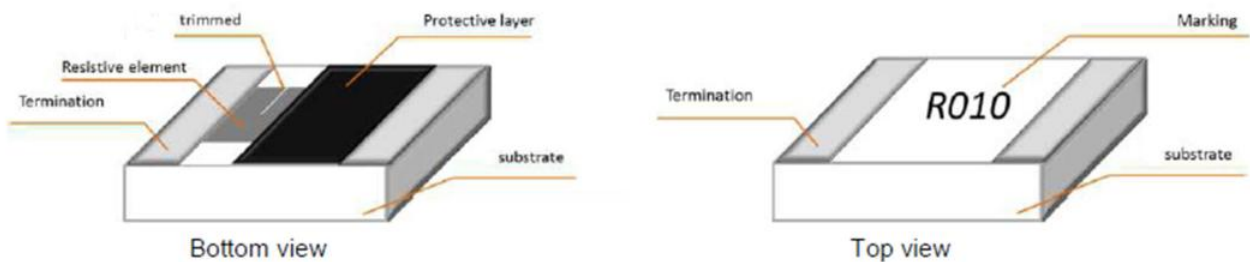 trimmed
Protective layer
Resistive element
Termination
substrate
Bottom view
Marking
Termination
R010
substrate
Top view